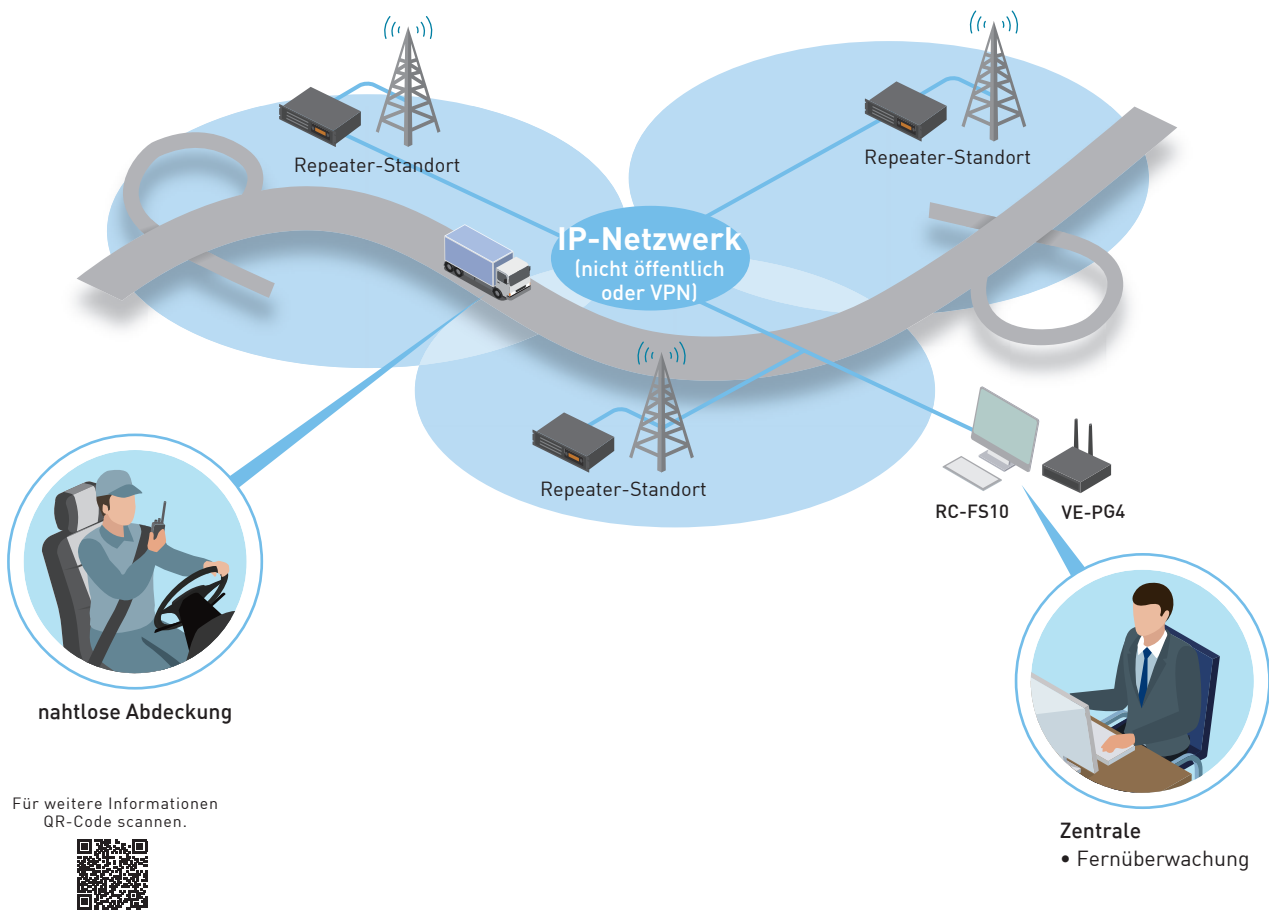 Repeater-Standort
Repeater-Standort
IP-Netzwerk
(nicht öffentlich
oder VPN)
Repeater-Standort
RC-FS10
VE-PG4
nahtlose Abdeckung
Für weitere Informationen
QR-Code scannen.
Zentrale
• Fernüberwachung